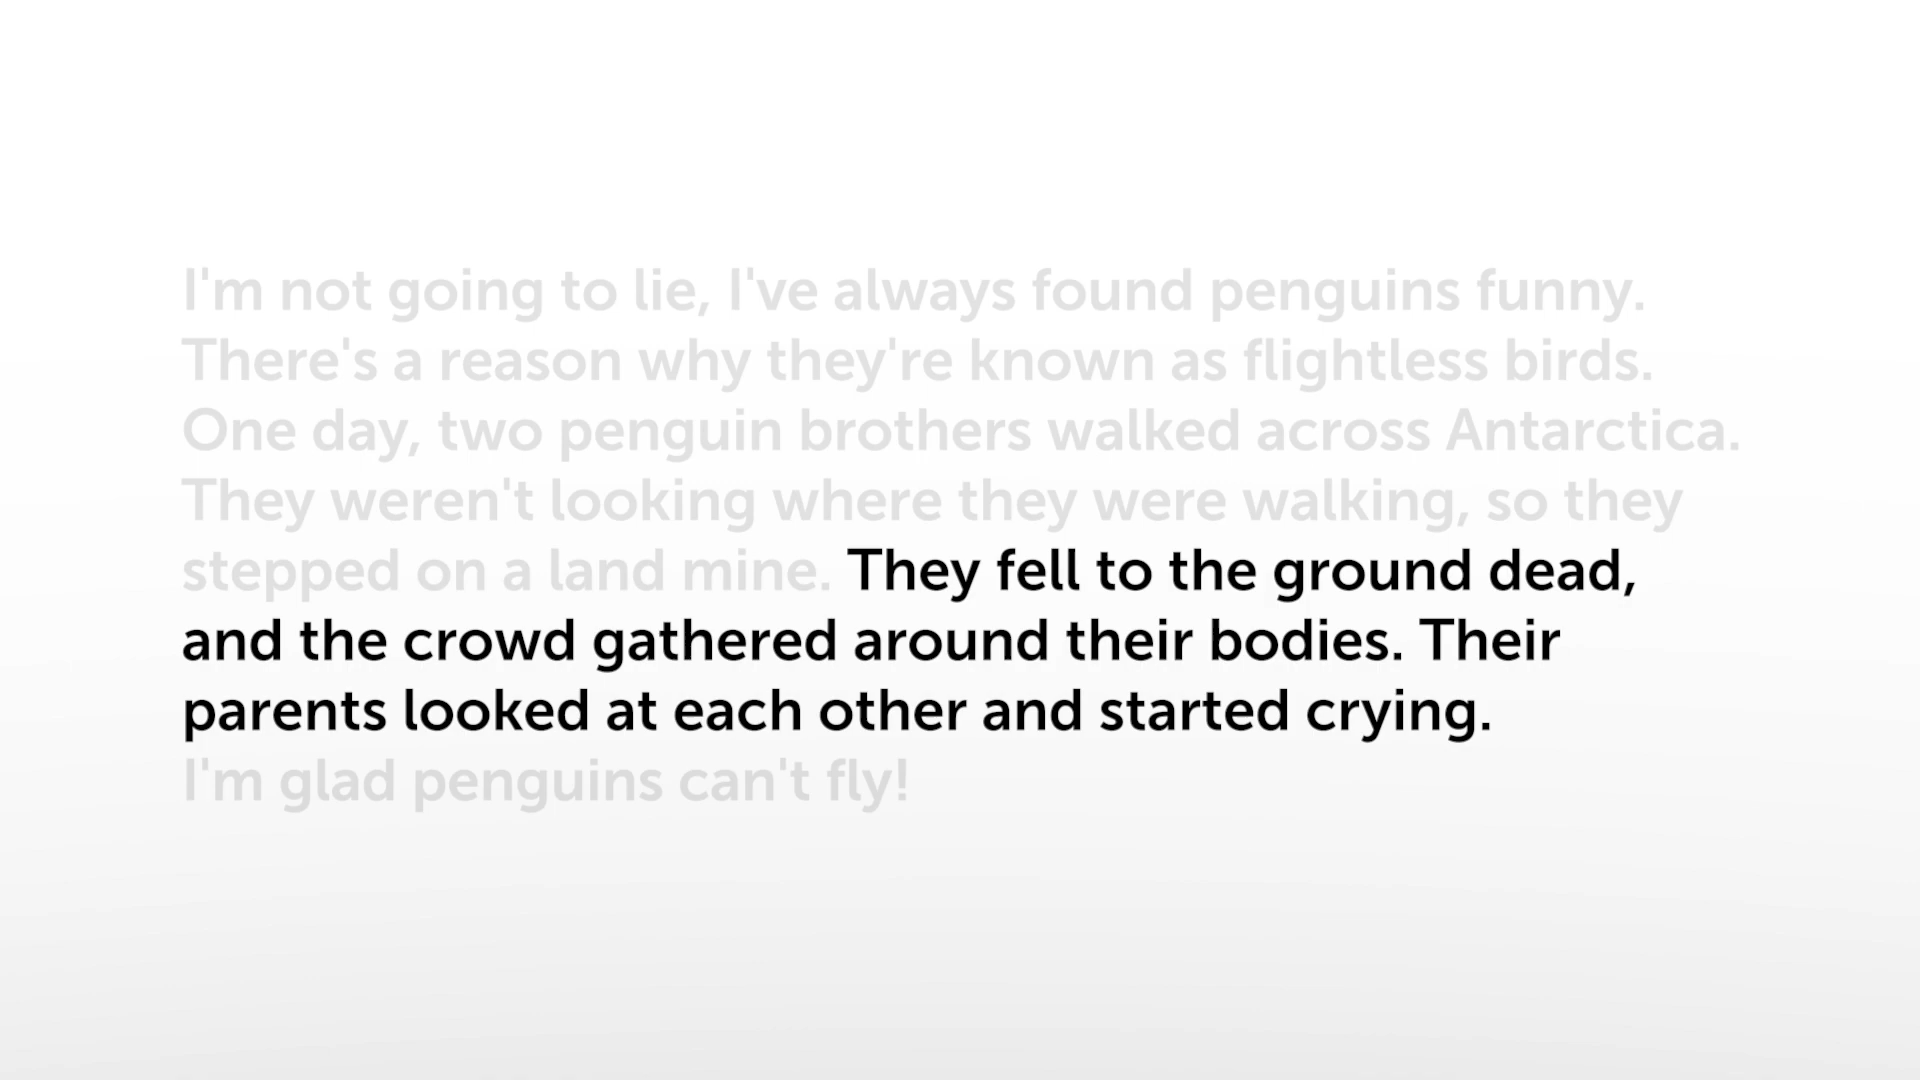 I'm not going to lie, I've always found penguins funny.
There's a reason why they're known as flightless birds.
One day, two penguin brothers walked across Antarctica.
They weren't looking where they were walking, so they
stepped on a land mine. They fell to the ground dead,
and the crowd gathered around their bodies. Their
parents looked at each other and started crying.
I'm glad penguins can't fly!